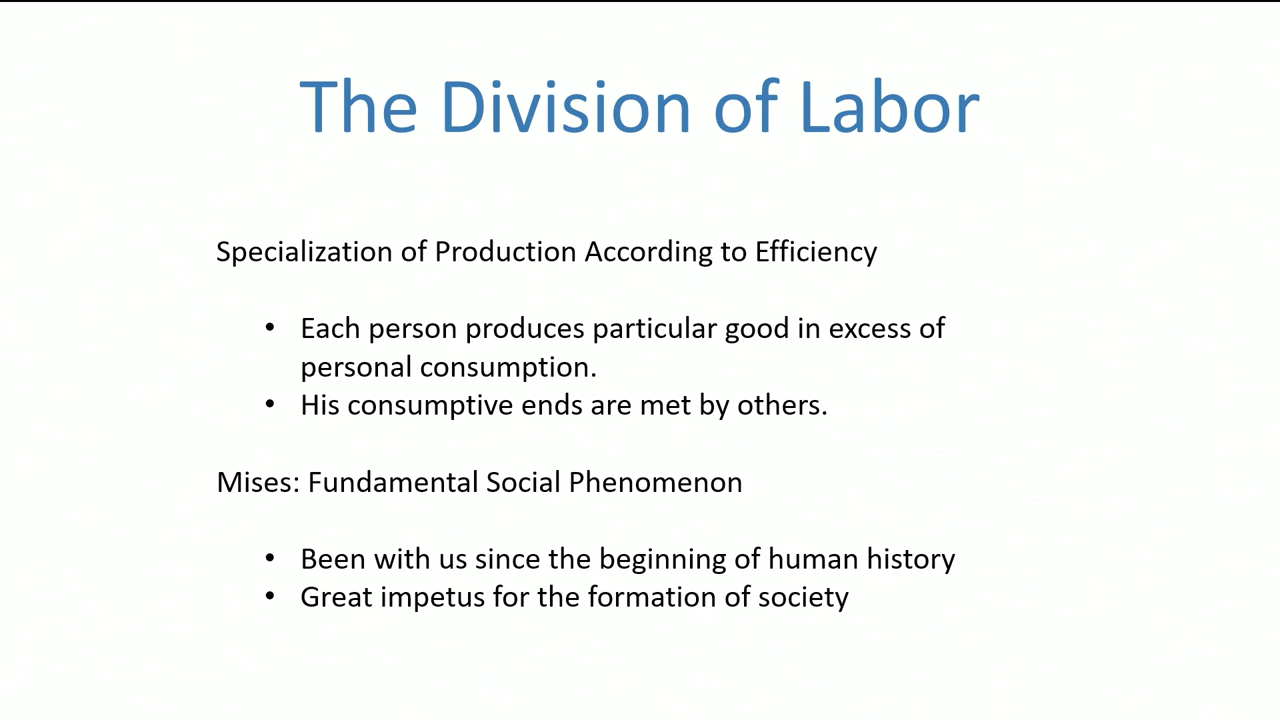 The Division of Labor
Specialization of Production According to Efficiency
• Each person produces particular good in excess of
personal consumption.
• His consumptive ends are met by others.
Mises: Fundamental Social Phenomenon
• Been with us since the beginning of human history
• Great impetus for the formation of society